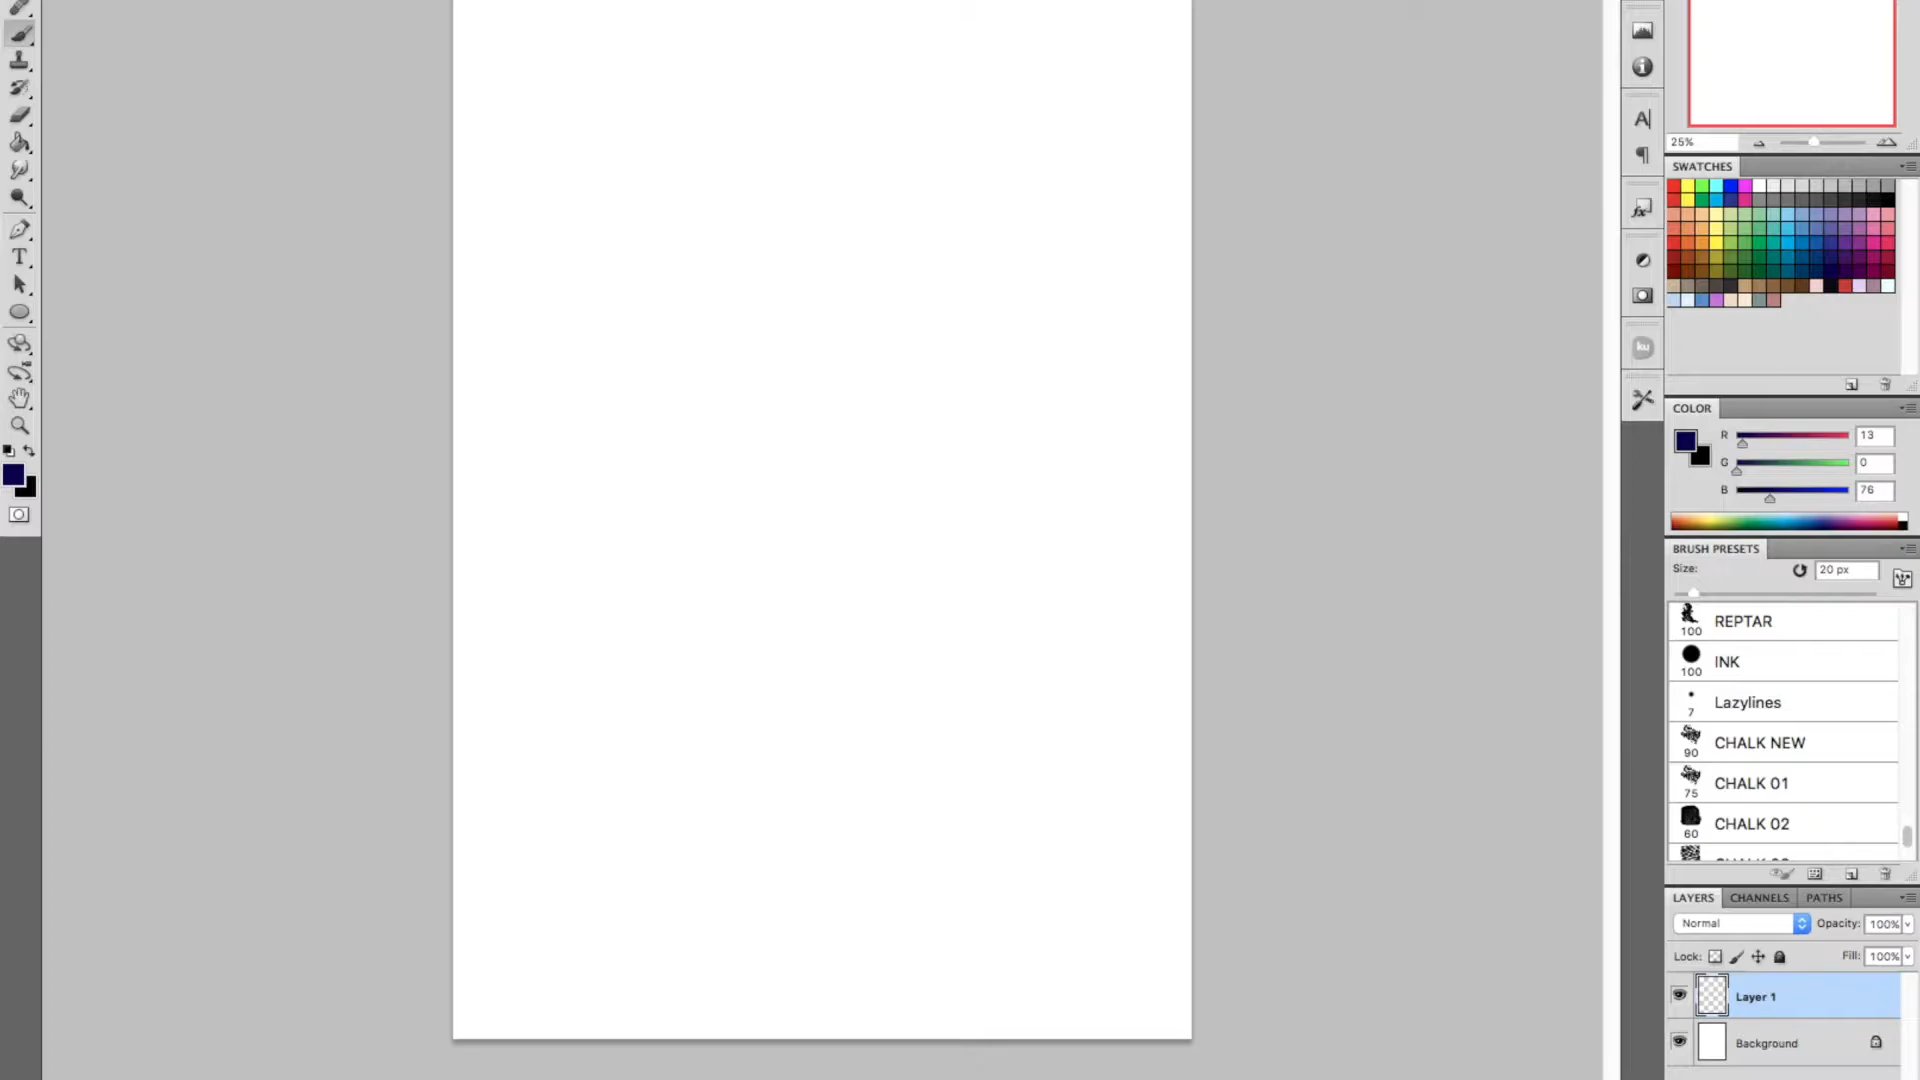 25%
SWATCHES
COLOR
R 13
G 0
B 76
BRUSH PRESETS
Size: 20 px
REPTAR
100
INK
100
Lazylines
7
CHALK NEW
90
CHALK 01
75
CHALK 02
60
LAYERS CHANNELS PATHS
Normal Opacity: 100%
Lock: Fill: 100%
Layer 1
Background
A
T
fx
ku